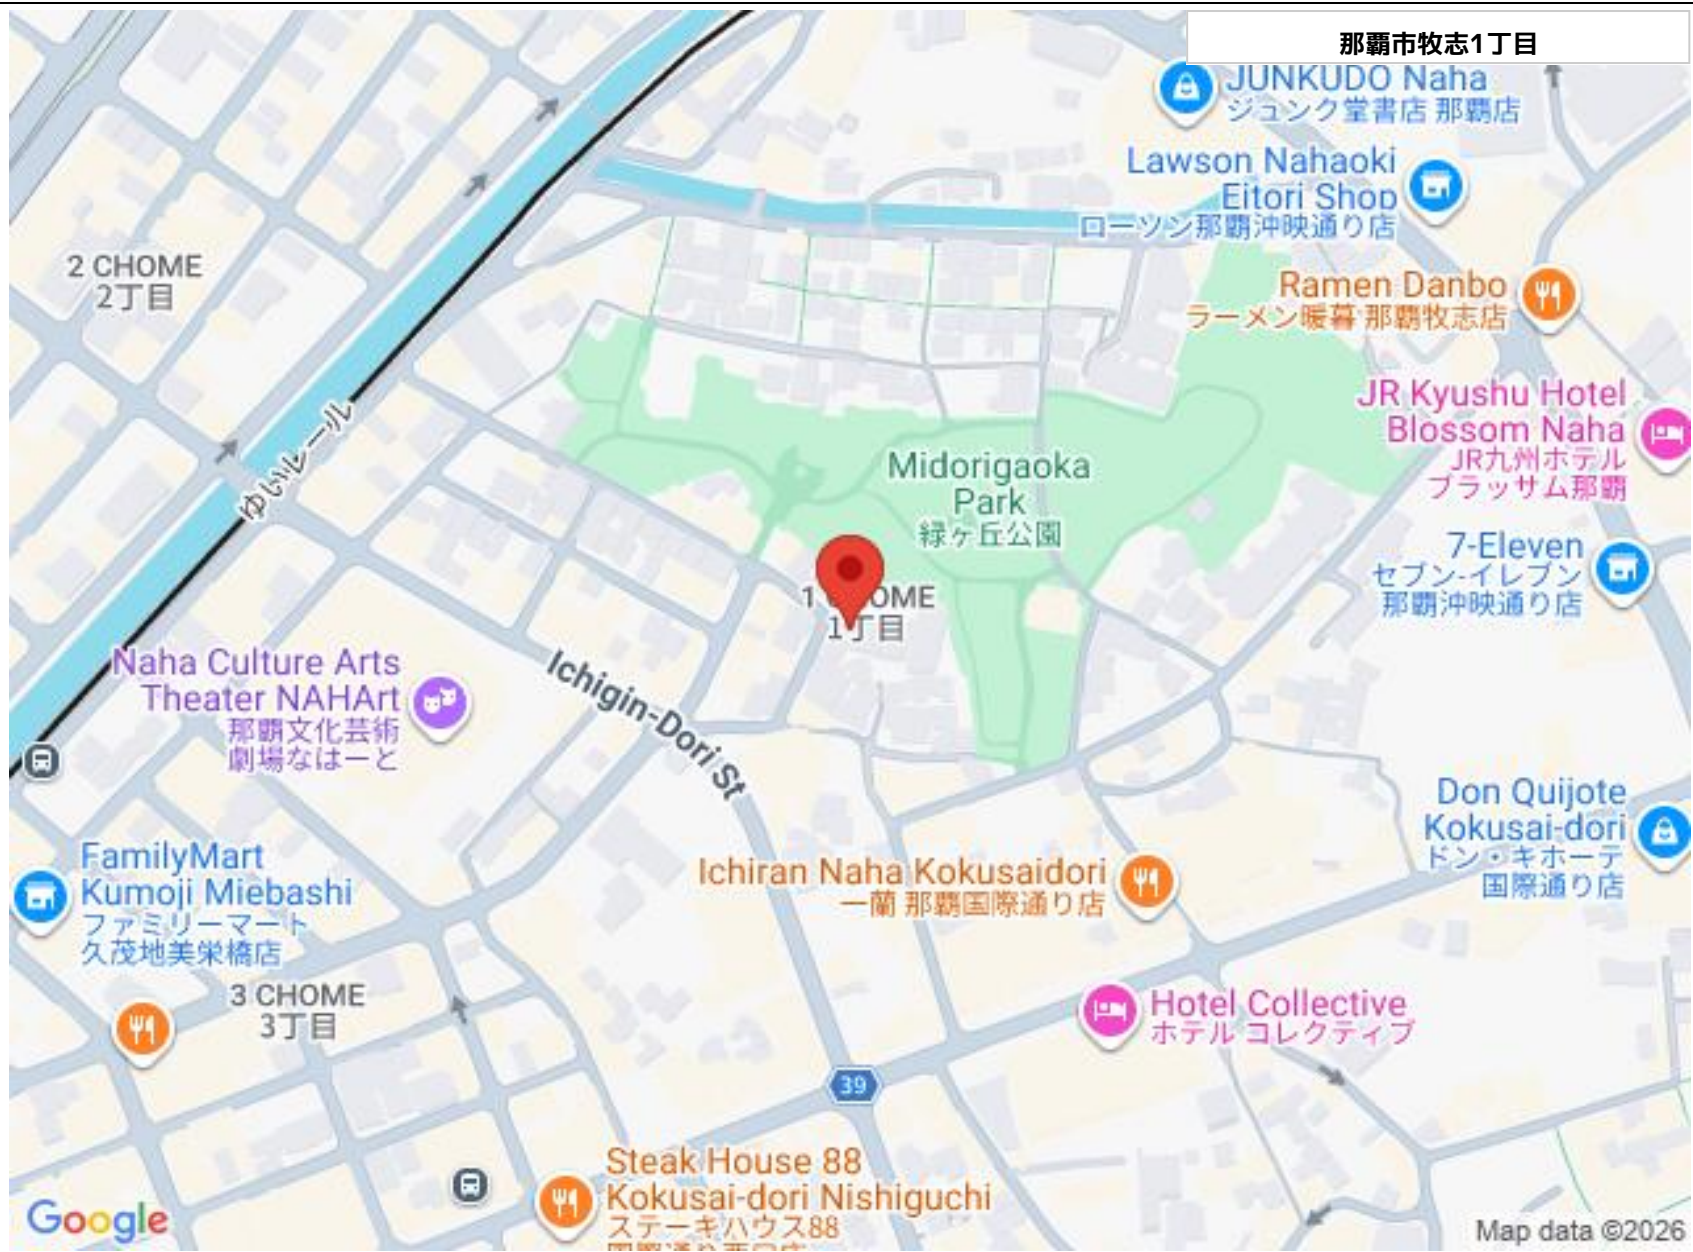 那覇市牧志1丁目
JUNKUDO Naha
ジュンク堂書店 那覇店
Lawson Nahaoki
Eitori Shop
ローソン那覇沖映通り店
2 CHOME
2丁目
Ramen Danbo
ラーメン暖暮 那覇牧志店
JR Kyushu Hotel
Blossom Naha
JR九州ホテル
ブラッサム那覇
ゆいレール
Midorigaoka
Park
緑ヶ丘公園
7-Eleven
セブン-イレブン
那覇沖映通り店
1 CHOME
1丁目
Naha Culture Arts
Theater NAHArt
那覇文化芸術
劇場なはーと
Ichigin-Dori St
Don Quijote
Kokusai-dori
ドン・キホーテ
国際通り店
FamilyMart
Kumoji Miebashi
ファミリーマート
久茂地美栄橋店
Ichiran Naha Kokusaidori
一蘭 那覇国際通り店
3 CHOME
3丁目
Hotel Collective
ホテル コレクティブ
39
Steak House 88
Kokusai-dori Nishiguchi
ステーキハウス88
国際通り西口店
Google
Map data ©2026